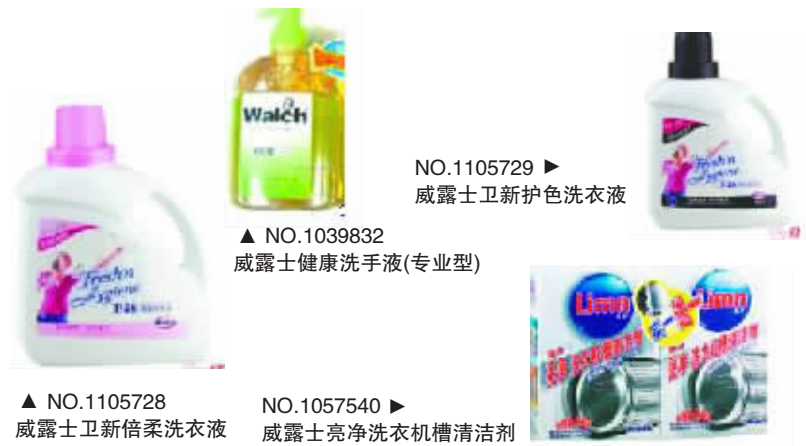 Walch
NO.1105729 ►
威露士卫新护色洗衣液
▲ NO.1039832
威露士健康洗手液(专业型)
Limn
Limn
▲ NO.1105728
威露士卫新倍柔洗衣液
NO.1057540 ►
威露士亮净洗衣机槽清洁剂